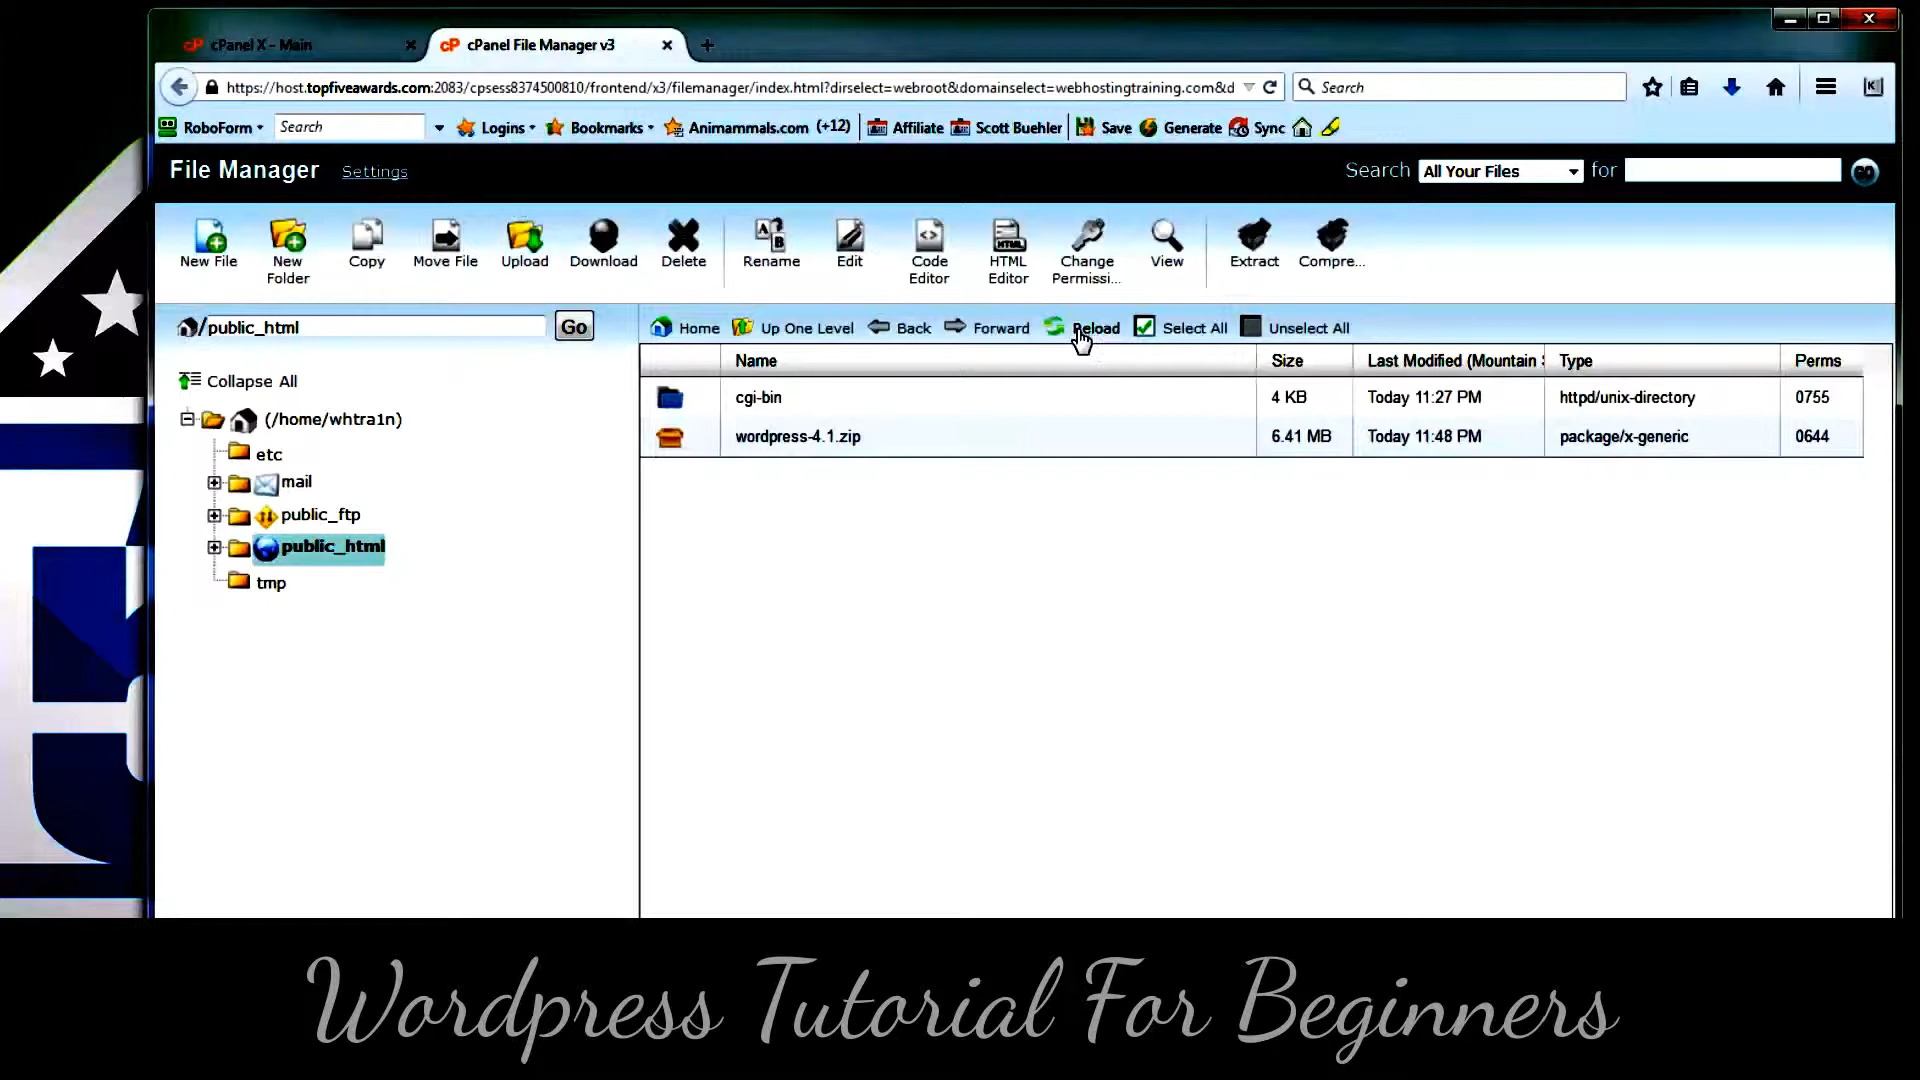 cPanel X - Main
cP cPanel File Manager v3
https://host.topfiveawards.com:2083/cpsess8374500810/frontend/x3/filemanager/index.html?dirselect=webroot&domainselect=webhostingtraining.com&d
Search
RoboForm Search Logins Bookmarks Animammals.com (+12) Affiliate Scott Buehler Save Generate Sync
File Manager Settings Search All Your Files for
New File New Folder Copy Move File Upload Download Delete Rename Edit Code Editor HTML Editor Change Permissi... View Extract Compre...
/public_html Go
Home Up One Level Back Forward Reload Select All Unselect All
Collapse All
(/home/whtra1n)
etc
mail
public_ftp
public_html
tmp
Name Size Last Modified (Mountain Type Perms
cgi-bin 4 KB Today 11:27 PM httpd/unix-directory 0755
wordpress-4.1.zip 6.41 MB Today 11:48 PM package/x-generic 0644
Wordpress Tutorial For Beginners